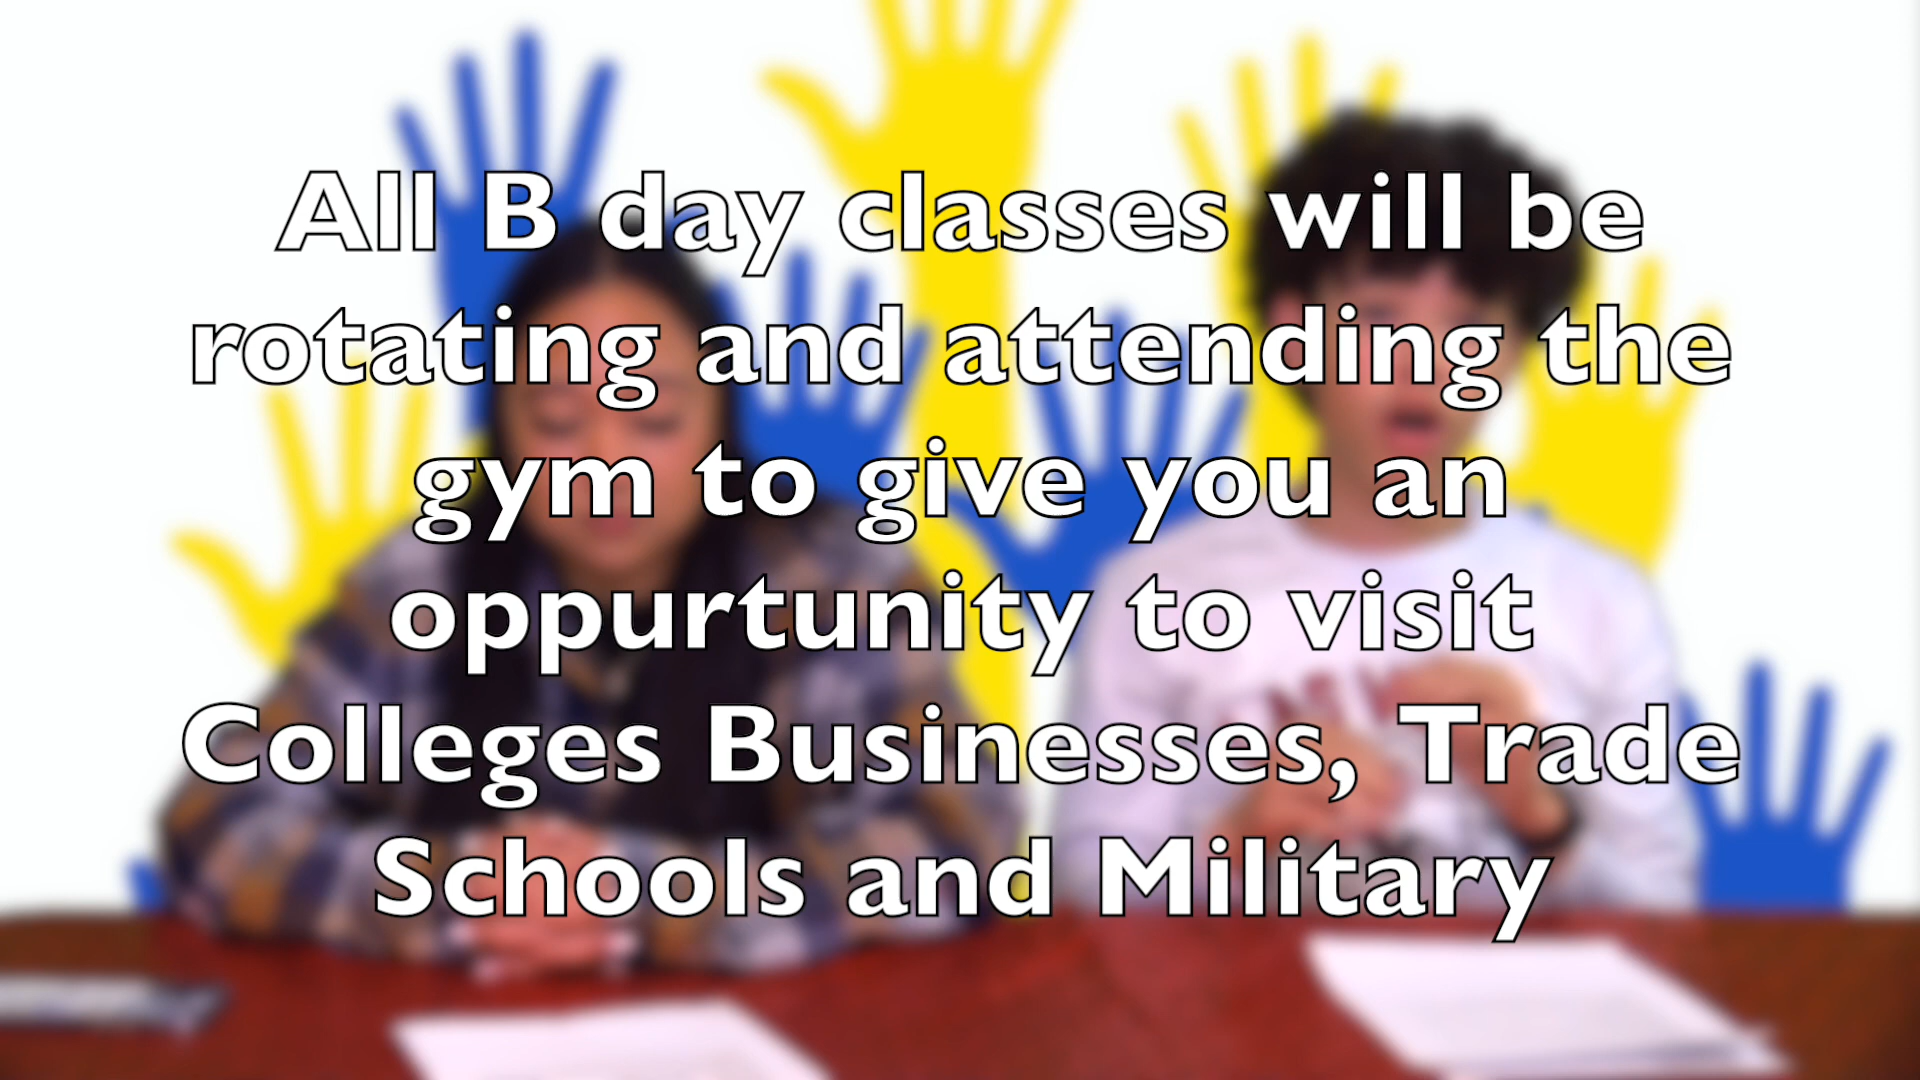 All B day classes will be
rotating and attending the
gym to give you an
oppurtunity to visit
Colleges Businesses, Trade
Schools and Military